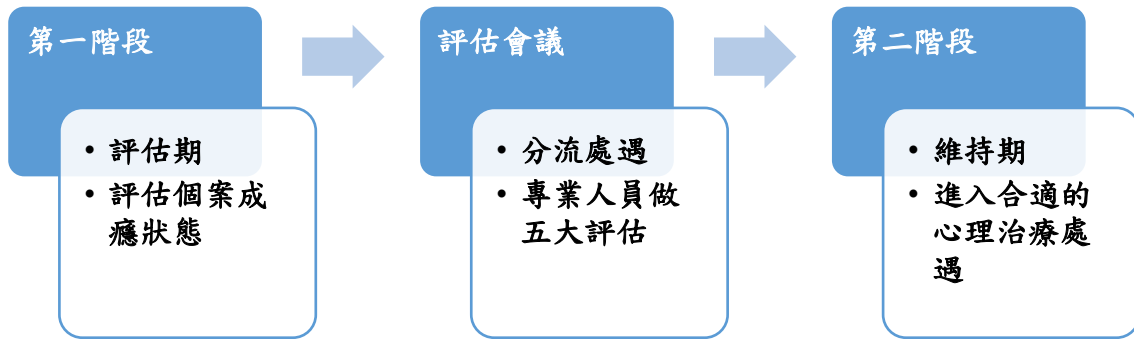 第一階段
• 評估期
• 評估個案成
癮狀態
評估會議
• 分流處遇
• 專業人員做
五大評估
第二階段
• 維持期
• 進入合適的
心理治療處
遇